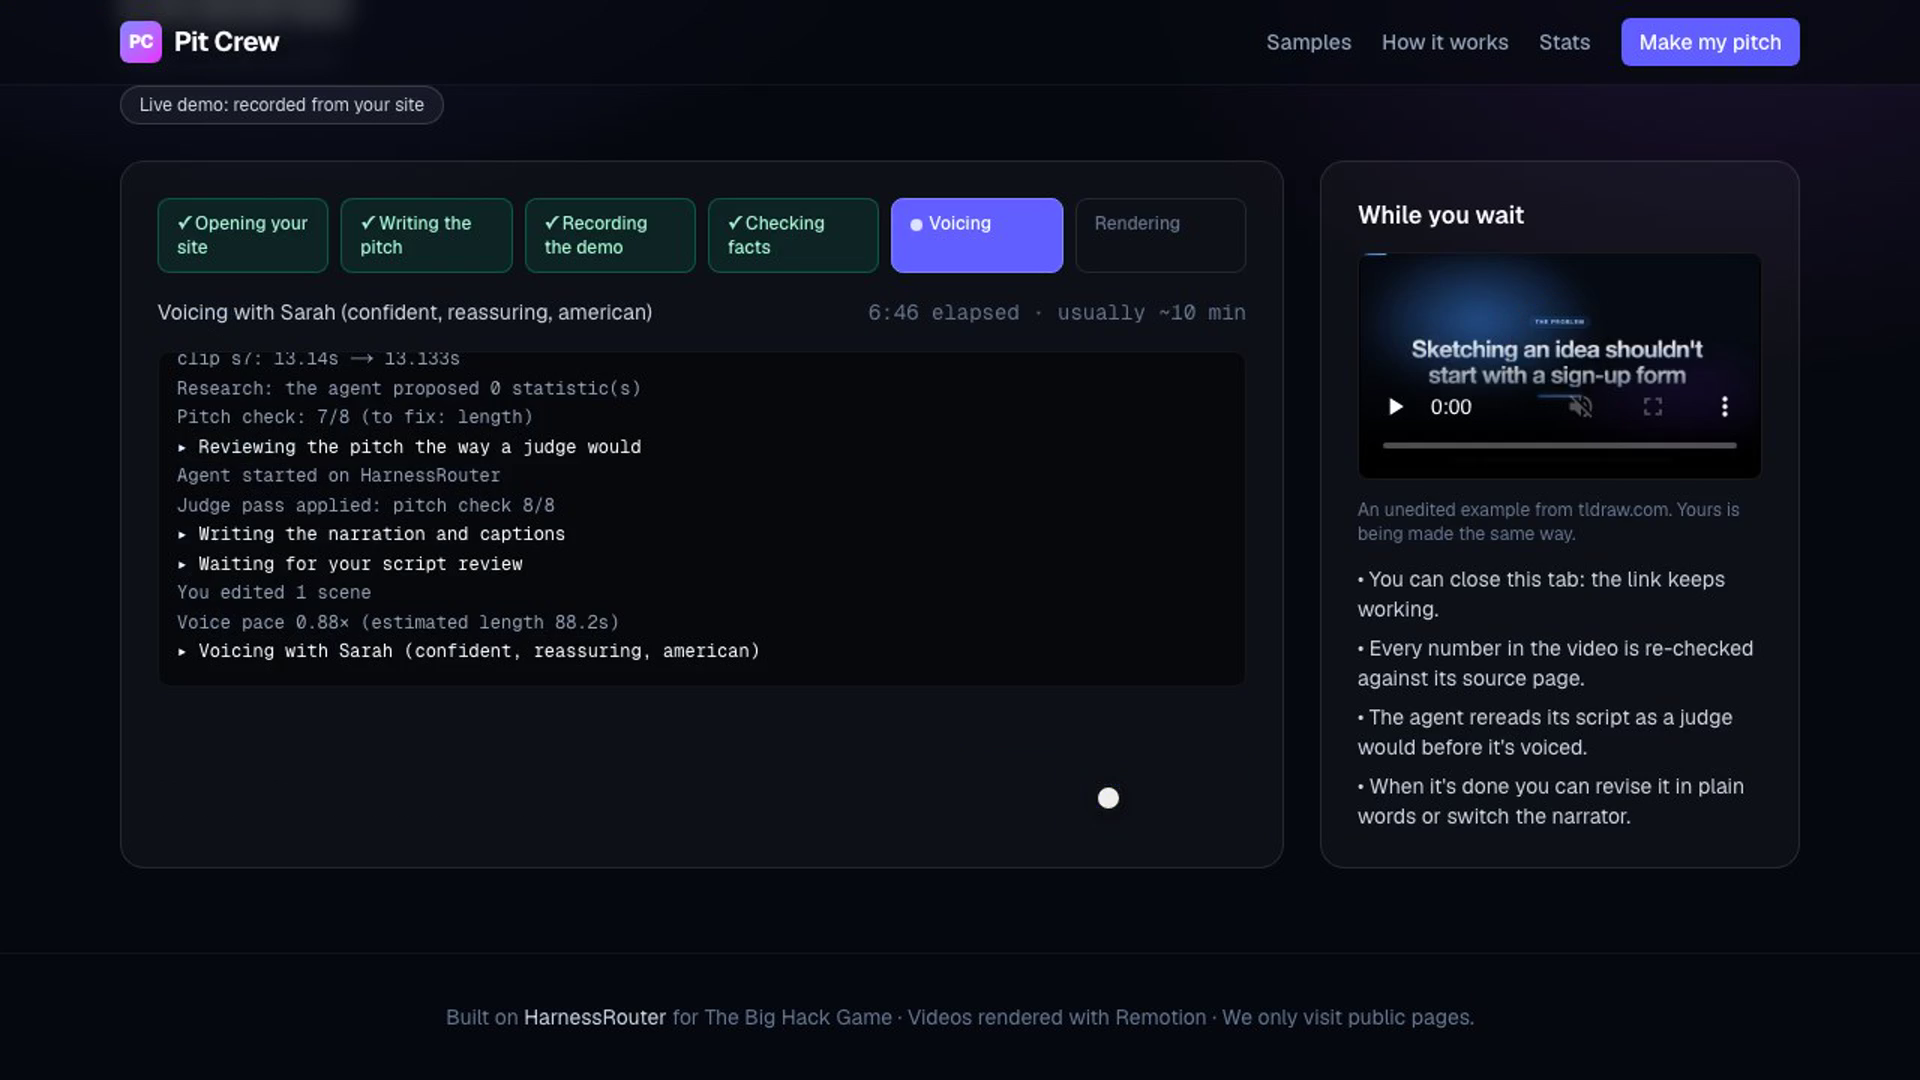 PC Pit Crew
Samples
How it works
Stats
Make my pitch
Live demo: recorded from your site
✓Opening your
site
✓Writing the
pitch
✓Recording
the demo
✓Checking
facts
Voicing
Rendering
Voicing with Sarah (confident, reassuring, american)
6:46 elapsed · usually ~10 min
clip s7: 13.14s → 13.133s
Research: the agent proposed 0 statistic(s)
Pitch check: 7/8 (to fix: length)
▸ Reviewing the pitch the way a judge would
Agent started on HarnessRouter
Judge pass applied: pitch check 8/8
▸ Writing the narration and captions
▸ Waiting for your script review
You edited 1 scene
Voice pace 0.88× (estimated length 88.2s)
▸ Voicing with Sarah (confident, reassuring, american)
While you wait
THE PROBLEM
Sketching an idea shouldn't
start with a sign-up form
0:00
An unedited example from tldraw.com. Yours is
being made the same way.
• You can close this tab: the link keeps
working.
• Every number in the video is re-checked
against its source page.
• The agent rereads its script as a judge
would before it's voiced.
• When it's done you can revise it in plain
words or switch the narrator.
Built on HarnessRouter for The Big Hack Game · Videos rendered with Remotion · We only visit public pages.